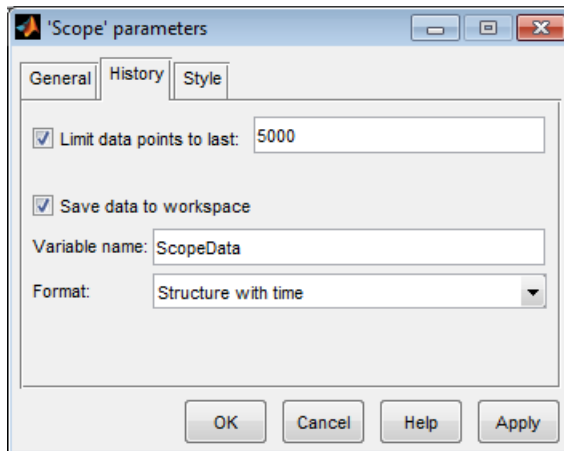 'Scope' parameters
General History Style
Limit data points to last: 5000
Save data to workspace
Variable name: ScopeData
Format: Structure with time
OK Cancel Help Apply